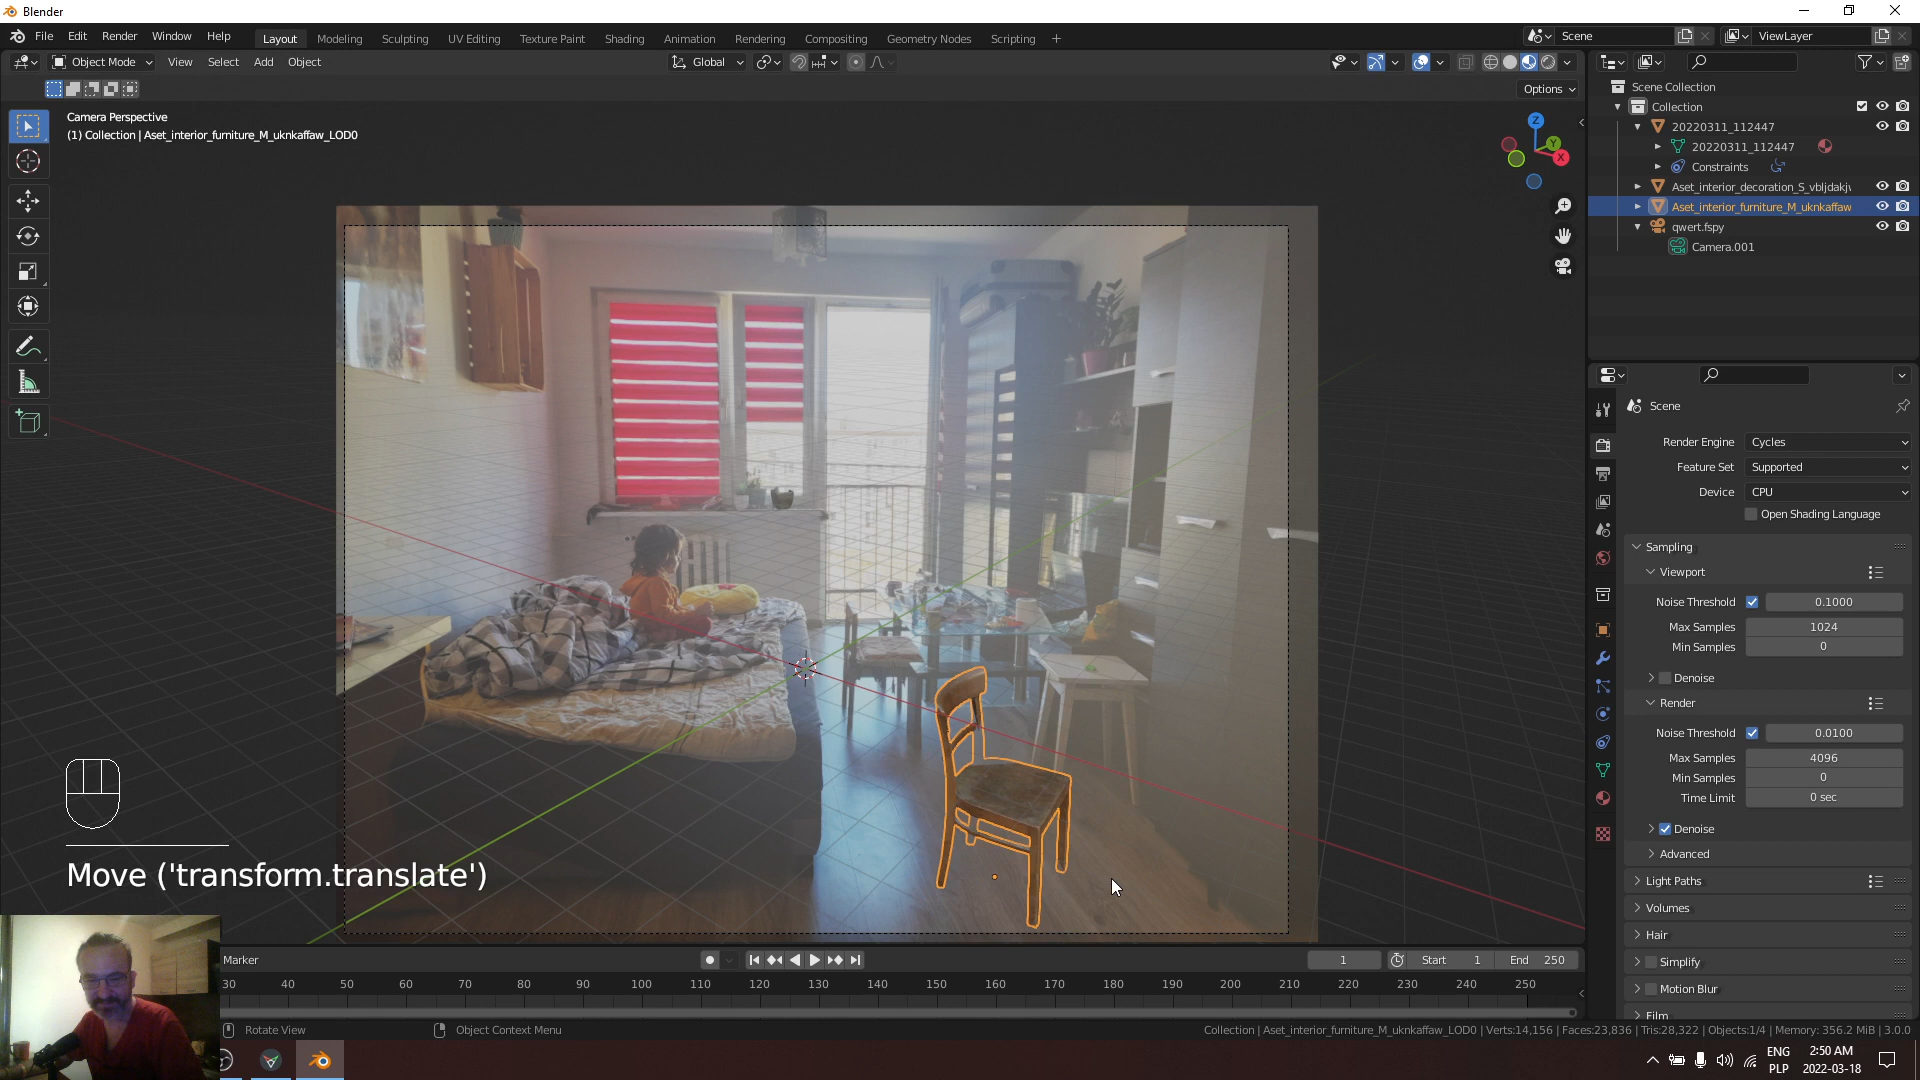 Blender
File Edit Render Window Help
Layout Modeling Sculpting UV Editing Texture Paint Shading Animation Rendering Compositing Geometry Nodes Scripting +
Scene
ViewLayer
Object Mode View Select Add Object
Global
Options
Camera Perspective
(1) Collection | Aset_interior_furniture_M_uknkaffaw_LOD0
Z
Y
X
Scene Collection
Collection
20220311_112447
20220311_112447
Constraints
Aset_interior_decoration_S_vbljdakj
Aset_interior_furniture_M_uknkaffaw
qwert.fspy
Camera.001
Scene
Render Engine Cycles
Feature Set Supported
Device CPU
Open Shading Language
Sampling
Viewport
Noise Threshold 0.1000
Max Samples 1024
Min Samples 0
Denoise
Render
Noise Threshold 0.0100
Max Samples 4096
Min Samples 0
Time Limit 0 sec
Denoise
Advanced
Light Paths
Volumes
Hair
Simplify
Motion Blur
Film
Move ('transform.translate')
Marker
1 Start 1 End 250
30 40 50 60 70 80 90 100 110 120 130 140 150 160 170 180 190 200 210 220 230 240 250
Rotate View Object Context Menu
Collection | Aset_interior_furniture_M_uknkaffaw_LOD0 | Verts:14,156 | Faces:23,836 | Tris:28,322 | Objects:1/4 | Memory: 356.2 MiB | 3.0.0
ENG
PLP
2:50 AM
2022-03-18